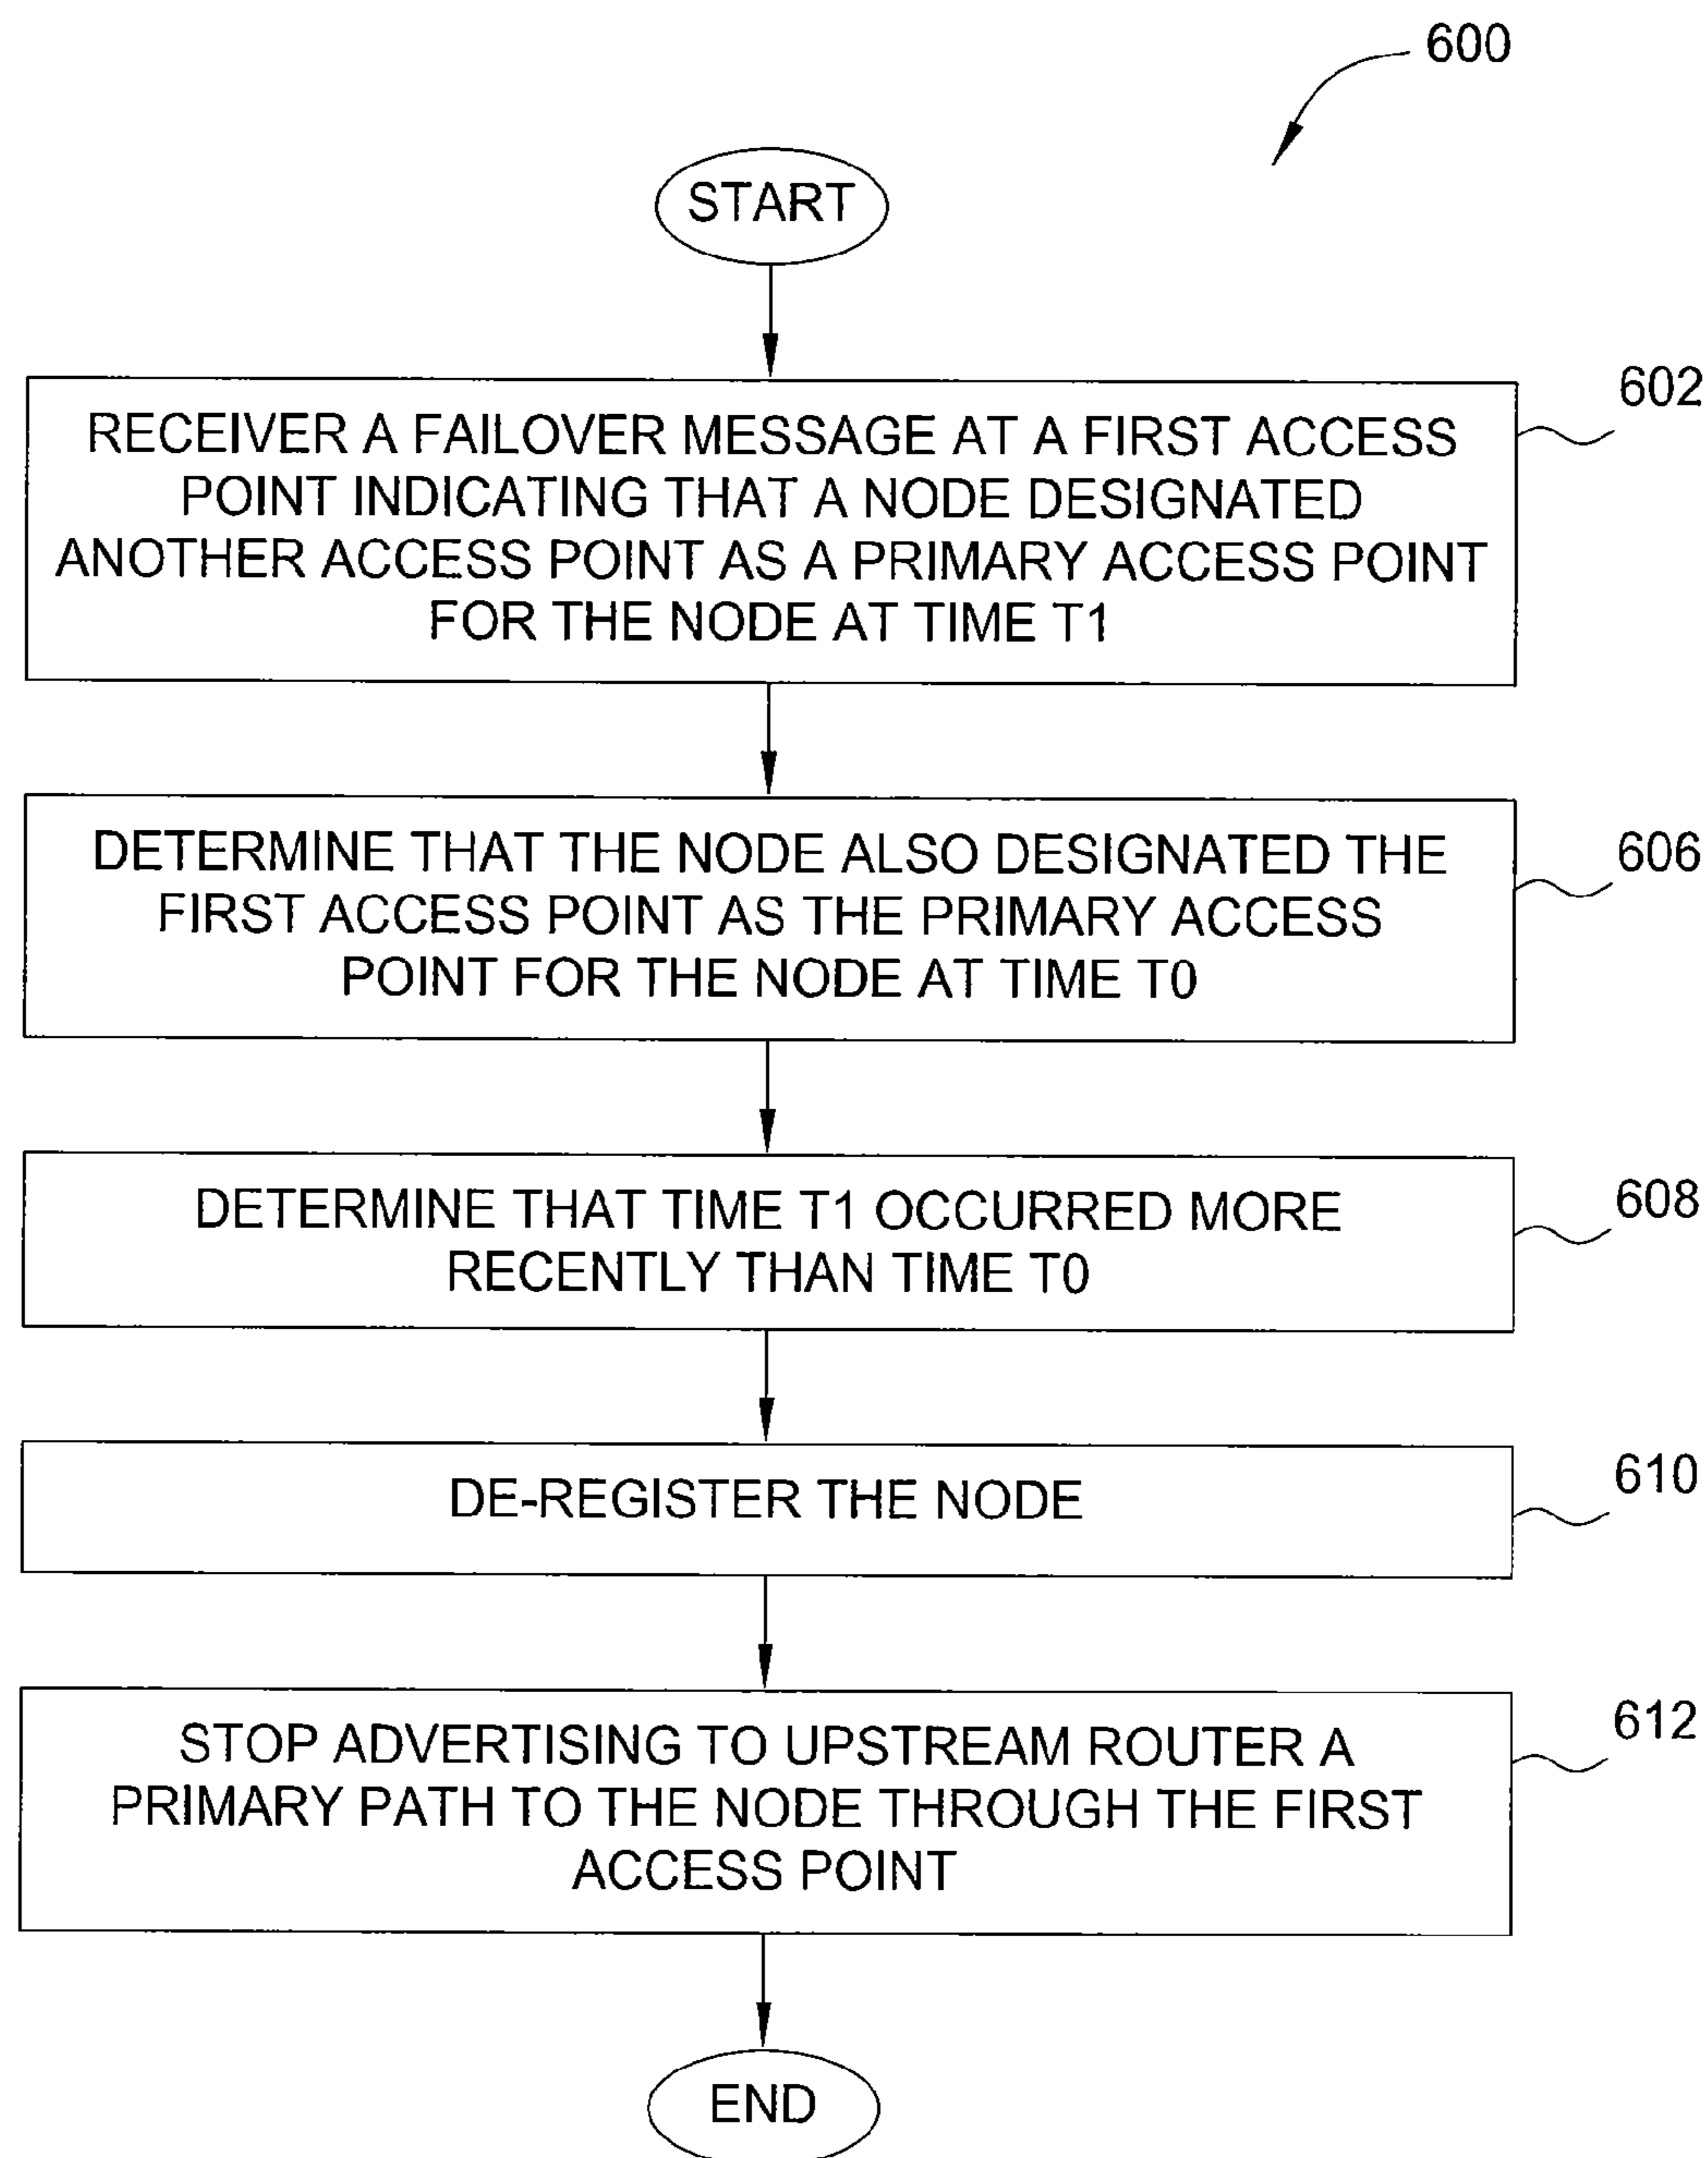 600
START
602
RECEIVER A FAILOVER MESSAGE AT A FIRST ACCESS
POINT INDICATING THAT A NODE DESIGNATED
ANOTHER ACCESS POINT AS A PRIMARY ACCESS POINT
FOR THE NODE AT TIME T1
606
DETERMINE THAT THE NODE ALSO DESIGNATED THE
FIRST ACCESS POINT AS THE PRIMARY ACCESS
POINT FOR THE NODE AT TIME T0
608
DETERMINE THAT TIME T1 OCCURRED MORE
RECENTLY THAN TIME T0
610
DE-REGISTER THE NODE
612
STOP ADVERTISING TO UPSTREAM ROUTER A
PRIMARY PATH TO THE NODE THROUGH THE FIRST
ACCESS POINT
END